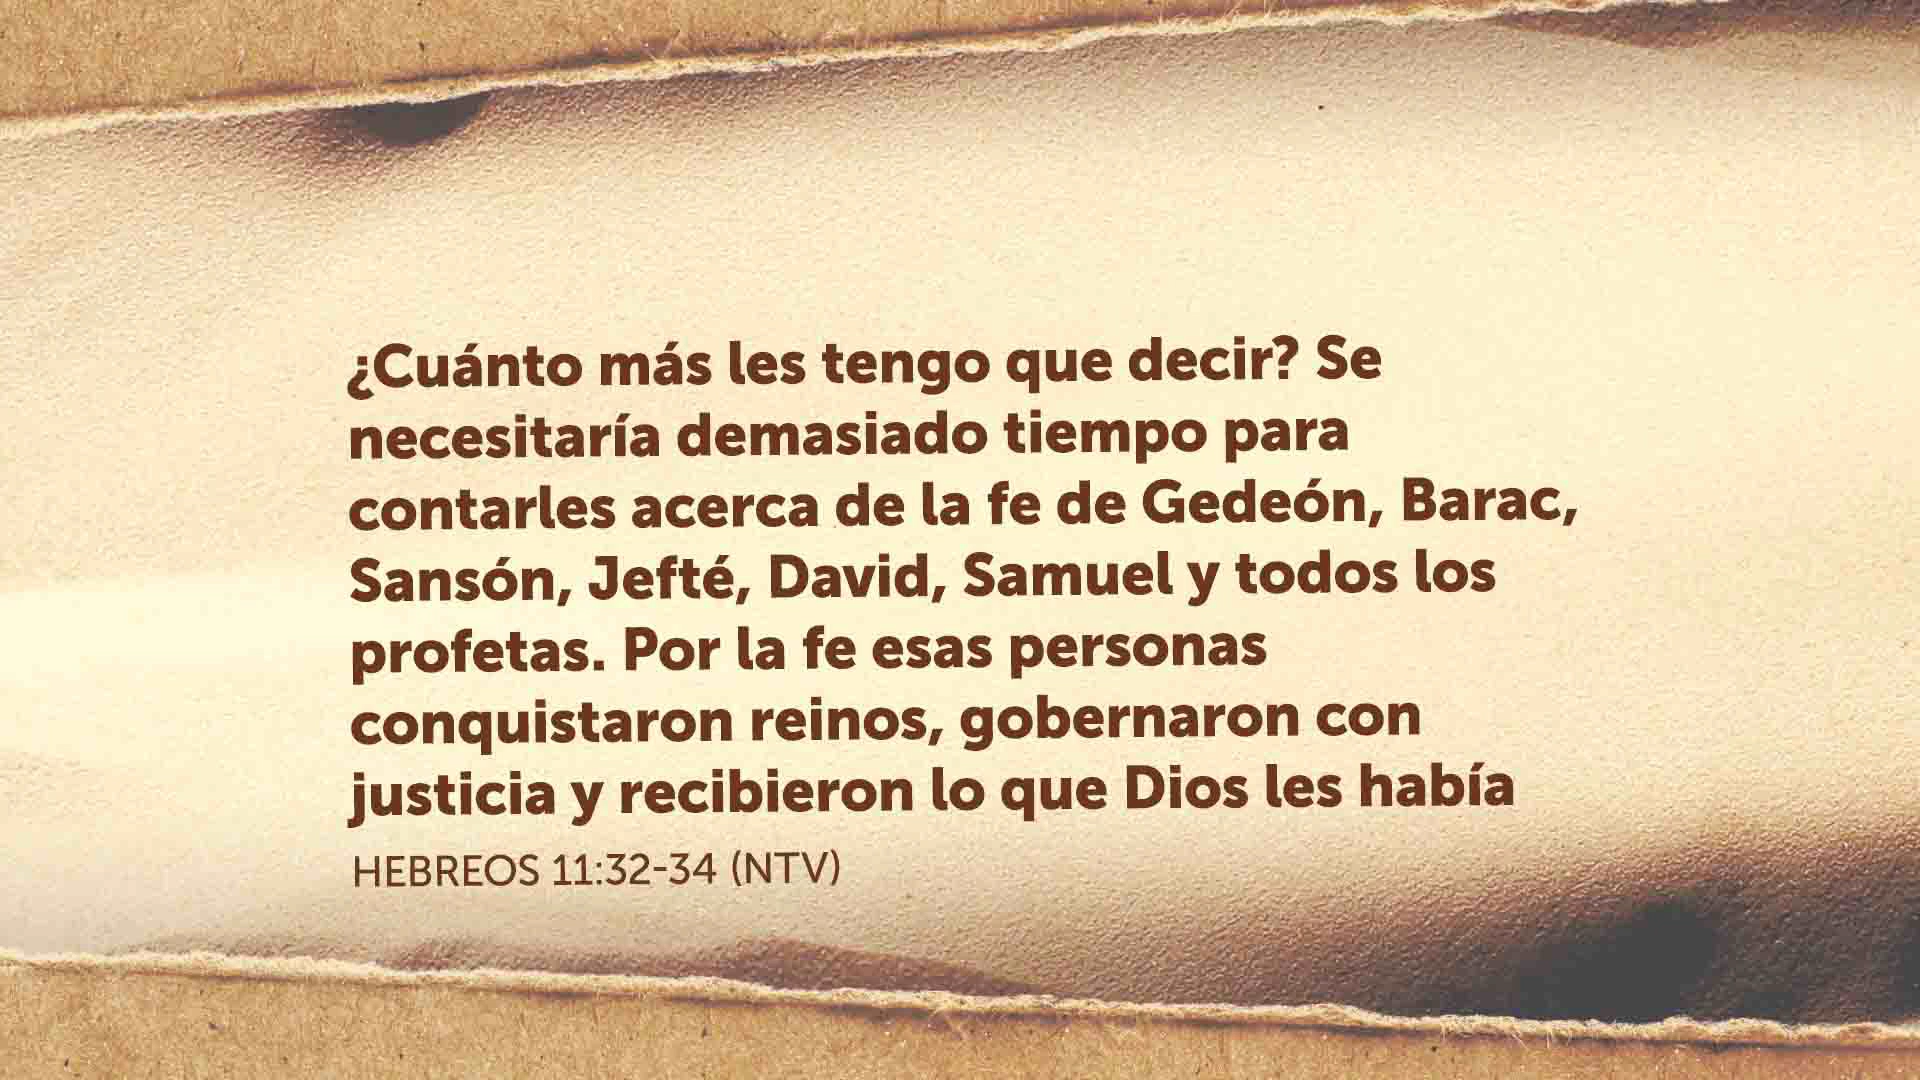 ¿Cuánto más les tengo que decir? Se
necesitaría demasiado tiempo para
contarles acerca de la fe de Gedeón, Barac,
Sansón, Jefté, David, Samuel y todos los
profetas. Por la fe esas personas
conquistaron reinos, gobernaron con
justicia y recibieron lo que Dios les había
HEBREOS 11:32-34 (NTV)